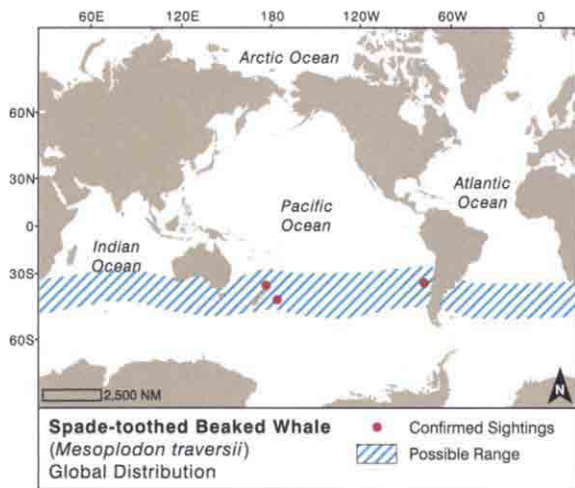 60E
120E
180
120W
60W
0
Arctic Ocean
60N
30N
Pacific
Ocean
Atlantic
Ocean
0
Indian
Ocean
30S
60S
2,500 NM
N
Spade-toothed Beaked Whale
(Mesoplodon traversii)
Global Distribution
Confirmed Sightings
Possible Range